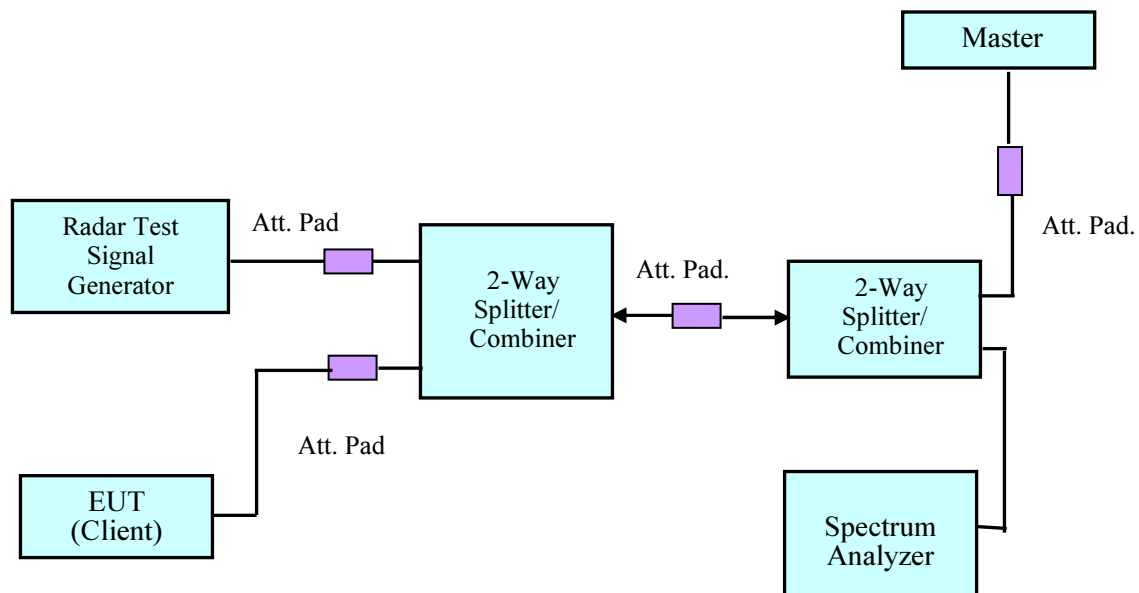 Master
Radar Test
Signal
Generator
Att. Pad
2-Way
Splitter/
Combiner
Att. Pad.
2-Way
Splitter/
Combiner
Att. Pad.
Att. Pad
EUT
(Client)
Spectrum
Analyzer